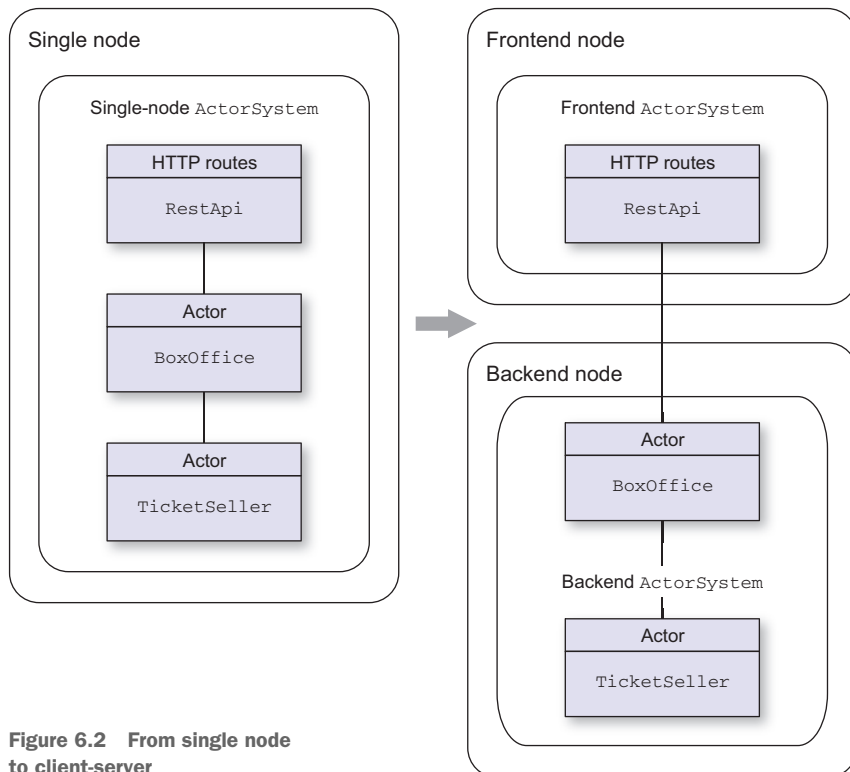 Single node
Single-node ActorSystem
HTTP routes
RestApi
Actor
BoxOffice
Actor
TicketSeller
Frontend node
Frontend ActorSystem
HTTP routes
RestApi
Backend node
Actor
BoxOffice
Backend ActorSystem
Actor
TicketSeller
Figure 6.2 From single node
to client-server